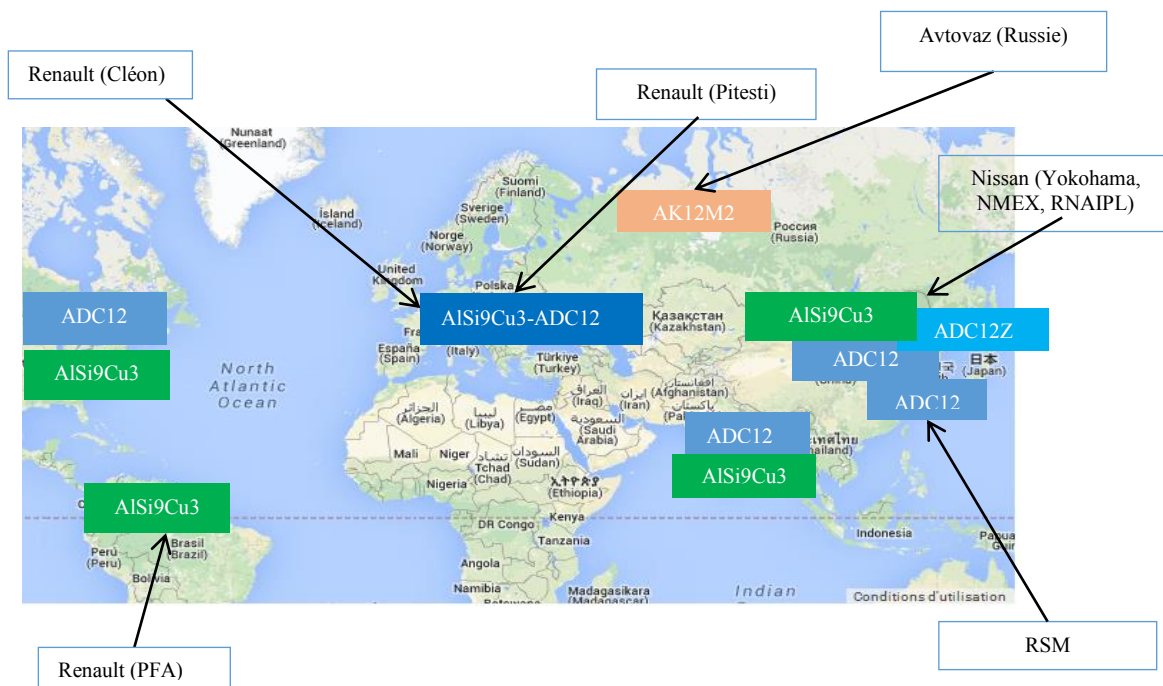 Avtovaz (Russie)
Renault (Cléon)
Renault (Pitesti)
Nissan (Yokohama,
NMEX, RNAIPL)
Nunaat
(Greenland)
Ísland
(Iceland)
Suomi
(Finland)
Sverige
(Sweden)
Norge
(Norway)
AK12M2
Россия
(Russia)
United
Kingdom
Polska
ADC12
AlSi9Cu3-ADC12
Қазақстан
(Kazakhstan)
AlSi9Cu3
ADC12Z
AlSi9Cu3
North
Atlantic
Ocean
España
(Spain)
(Italy)
Türkiye
(Turkey)
ADC12
日本
(Japan)
ADC12
الجزائر
(Algeria)
ليبيا
(Libya)
مصر
(Egypt)
العراق
(Iraq)
ایران
(Iran)
افغانستان
(Afghanistan)
پاکستان
السعودية
(Saudi
Arabia)
ADC12
AlSi9Cu3
Mali
Niger
تشاد
(Chad)
السودان
(Sudan)
Nigeria
ኢትዮጵያ
(Ethiopia)
AlSi9Cu3
DR Congo
Kenya
Tanzania
Indonesia
Perú
(Peru)
Brasil
(Brazil)
Bolivia
Angola
Namibia
Botswana
Madagasikara
(Madagascar)
Indian
Conditions d'utilisation
Renault (PFA)
RSM